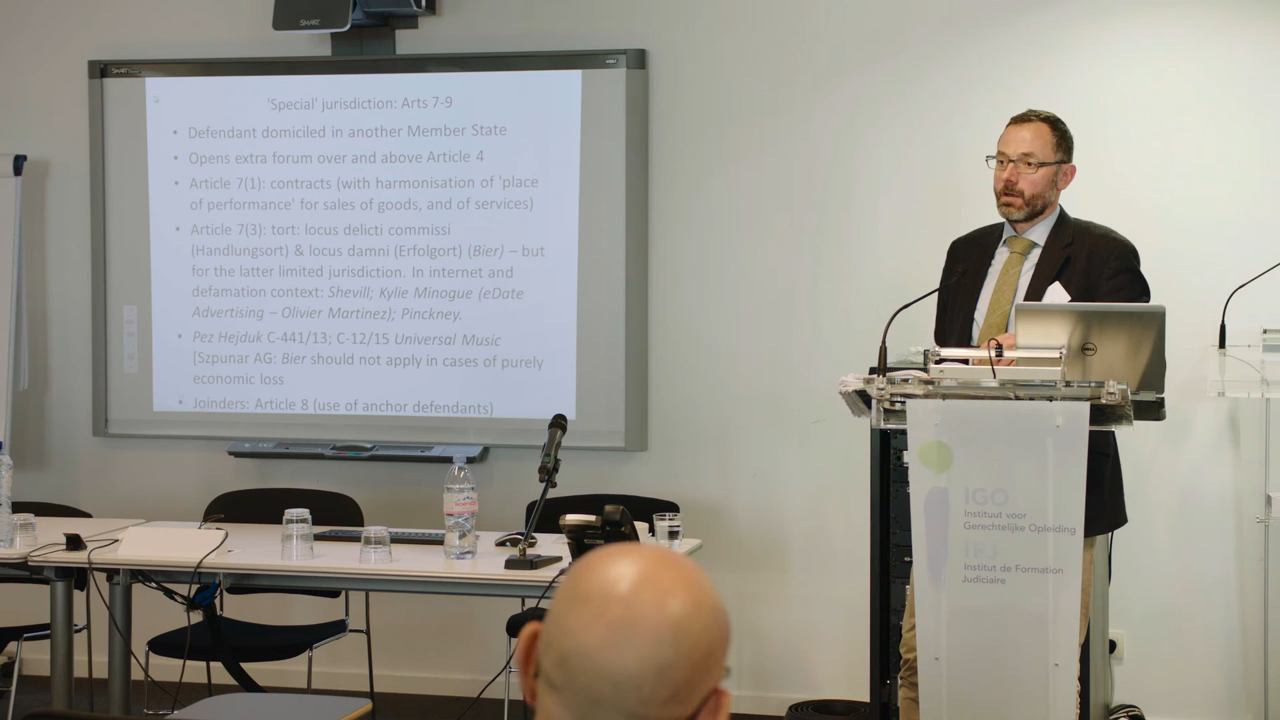 SMART
SMART
'Special' jurisdiction: Arts 7-9
• Defendant domiciled in another Member State
• Opens extra forum over and above Article 4
• Article 7(1): contracts (with harmonisation of 'place
of performance' for sales of goods, and of services)
• Article 7(3): tort: locus delicti commissi
(Handlungsort) & locus damni (Erfolgort) (Bier) – but
for the latter limited jurisdiction. In internet and
defamation context: Shevill; Kylie Minogue (eDate
Advertising – Olivier Martinez); Pinckney.
• Pez Hejduk C-441/13; C-12/15 Universal Music
[Szpunar AG: Bier should not apply in cases of purely
economic loss
• Joinders: Article 8 (use of anchor defendants)
DELL
IGO
Instituut voor
Gerechtelijke Opleiding
IFJ
Institut de Formation
Judiciaire